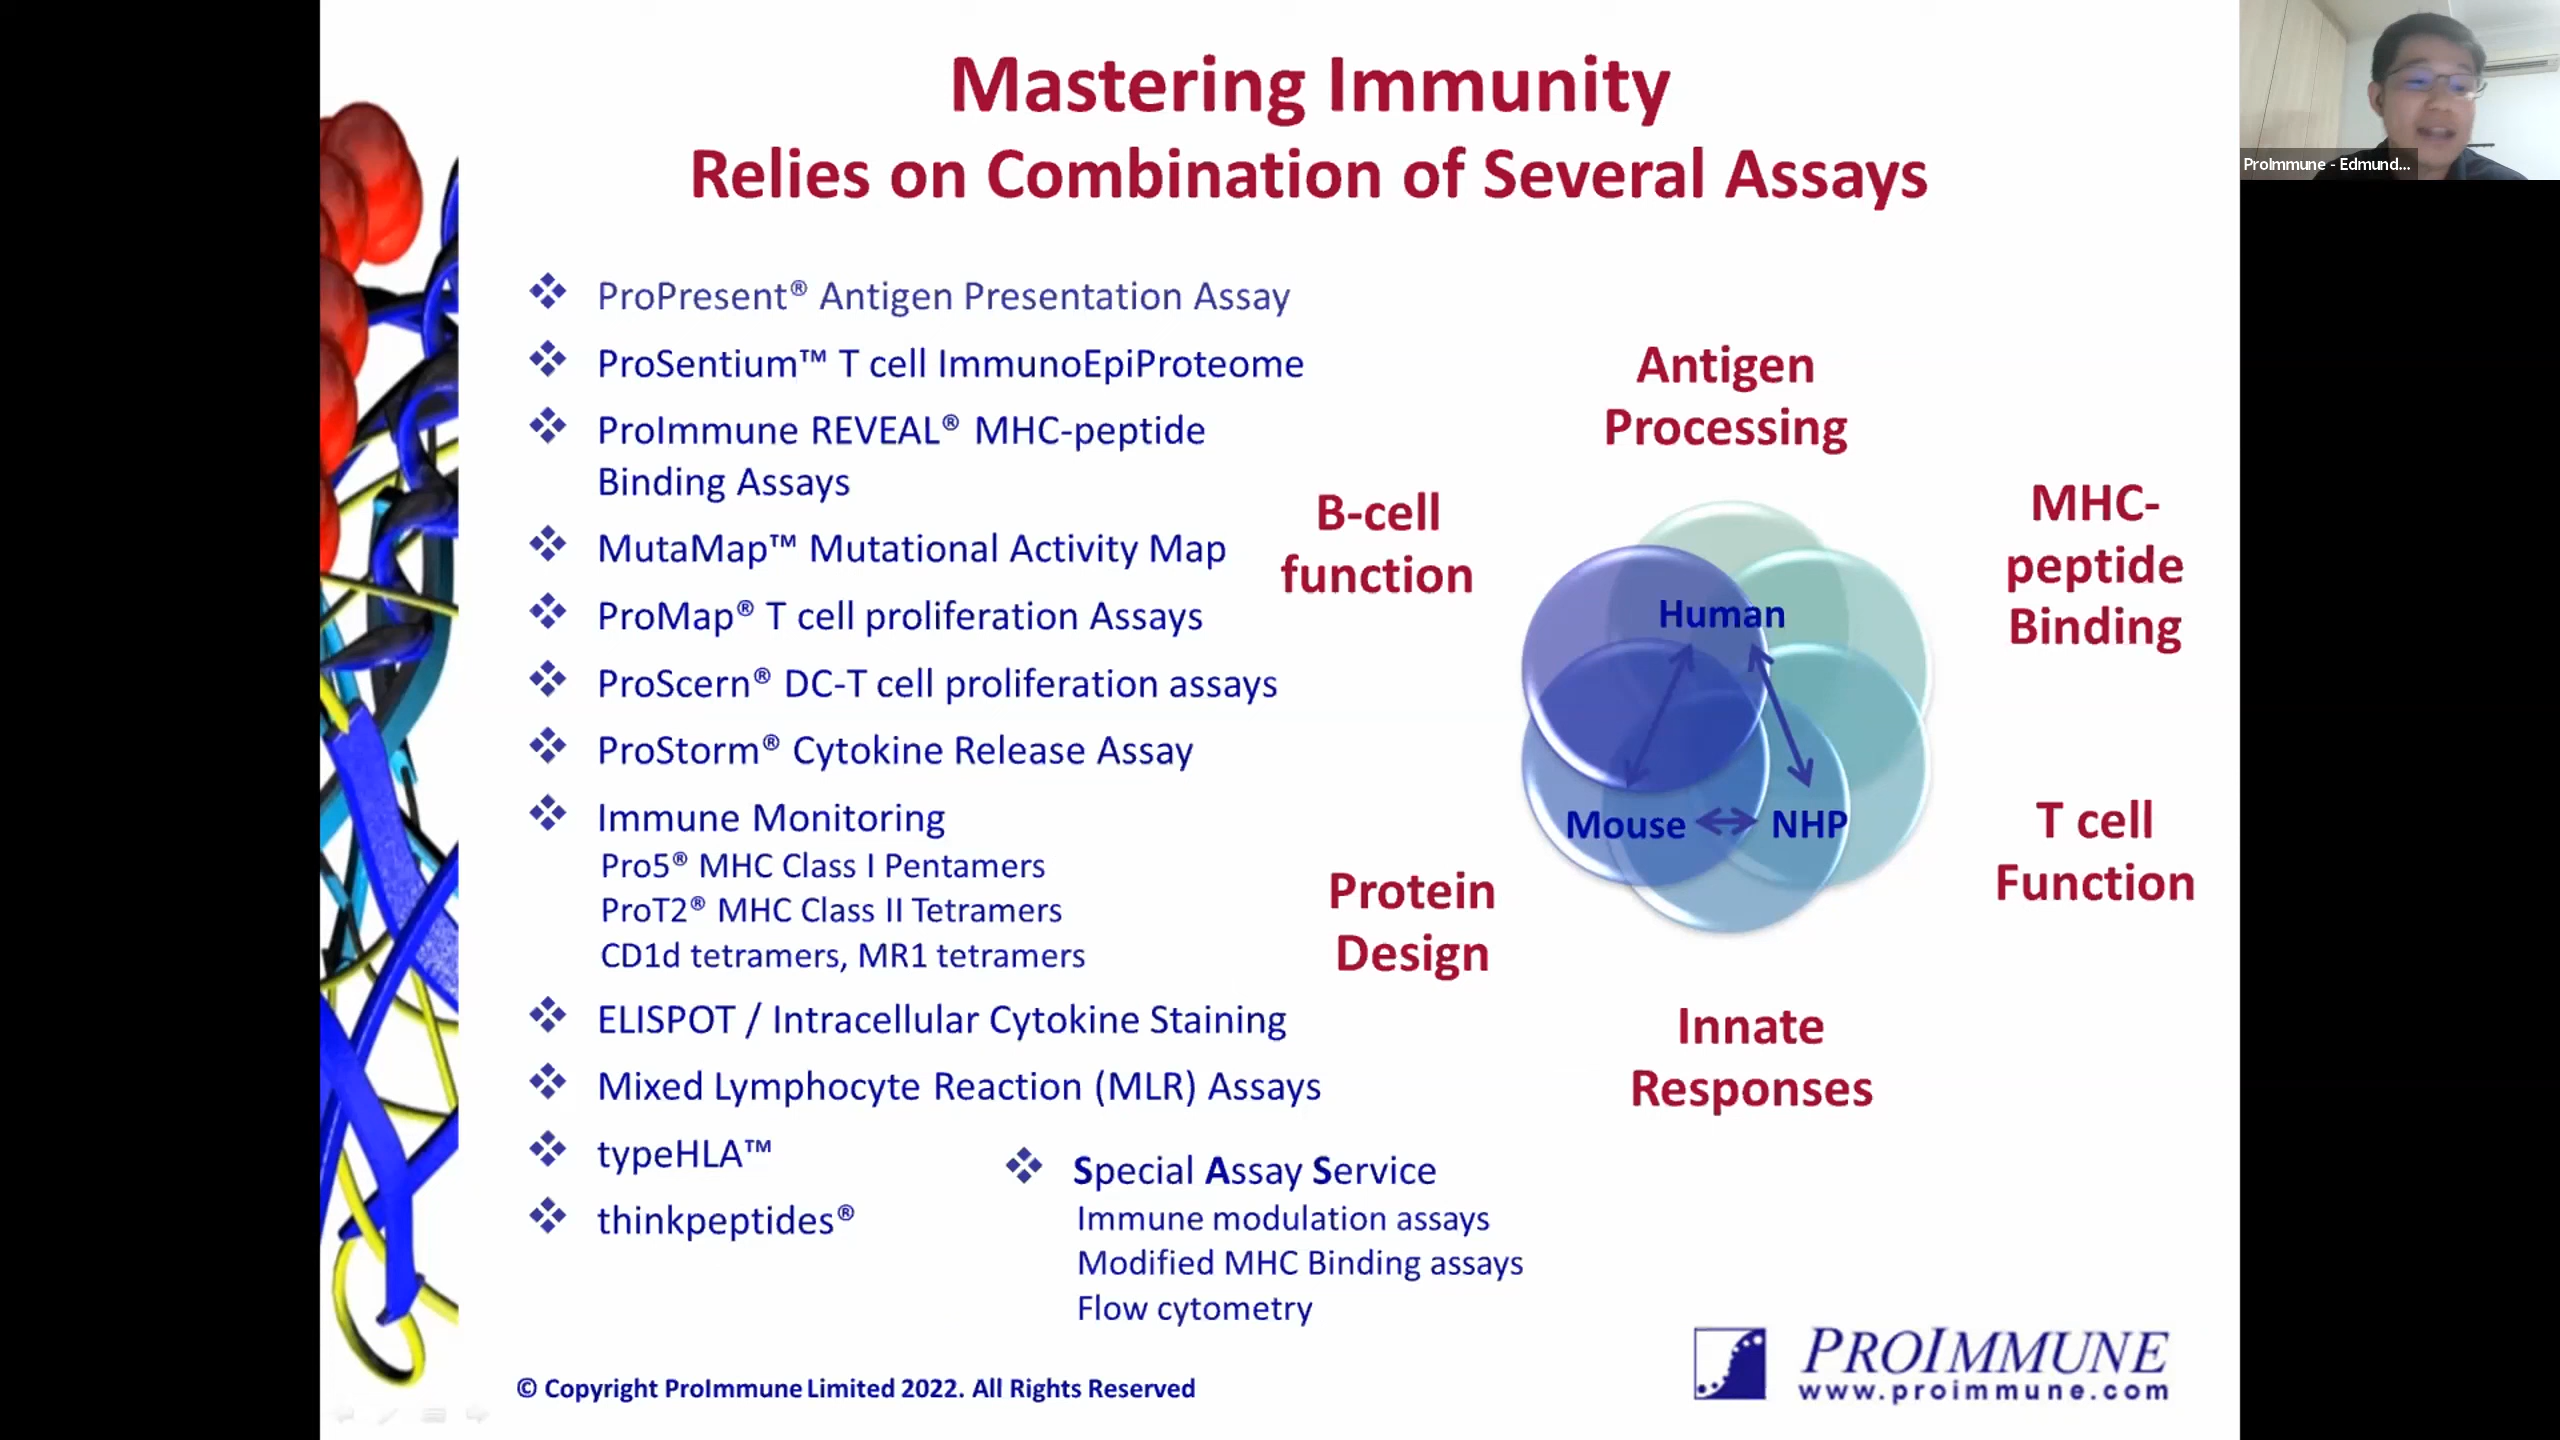 Mastering Immunity
Relies on Combination of Several Assays
ProImmune - Edmund...
❖ ProPresent® Antigen Presentation Assay
❖ ProSentium™ T cell ImmunoEpiProteome
❖ ProImmune REVEAL® MHC-peptide
Binding Assays
❖ MutaMap™ Mutational Activity Map
❖ ProMap® T cell proliferation Assays
❖ ProScern® DC-T cell proliferation assays
❖ ProStorm® Cytokine Release Assay
❖ Immune Monitoring
Pro5® MHC Class I Pentamers
ProT2® MHC Class II Tetramers
CD1d tetramers, MR1 tetramers
❖ ELISPOT / Intracellular Cytokine Staining
❖ Mixed Lymphocyte Reaction (MLR) Assays
❖ typeHLA™
❖ thinkpeptides®
❖ Special Assay Service
Immune modulation assays
Modified MHC Binding assays
Flow cytometry
Antigen
Processing
B-cell
function
MHC-
peptide
Binding
Human
Mouse
NHP
T cell
Function
Protein
Design
Innate
Responses
© Copyright ProImmune Limited 2022. All Rights Reserved
PROIMMUNE
www.proimmune.com